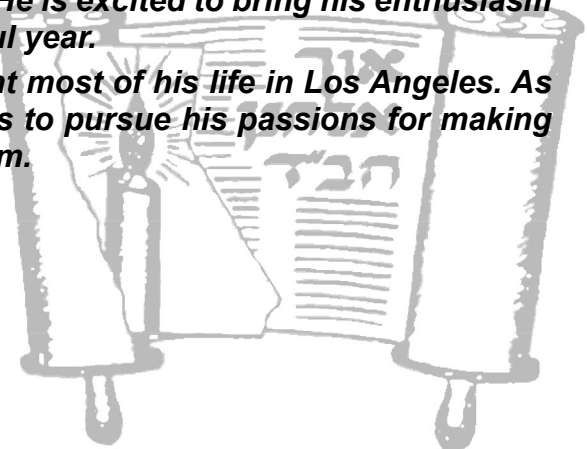 He is excited to bring his enthusiasm
ul year.
nt most of his life in Los Angeles. As
s to pursue his passions for making
m.
אור
אלחנן
חב"ד